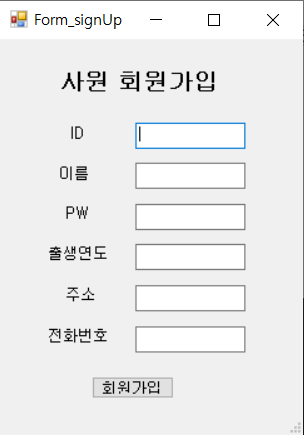 Form_signUp
사원 회원가입
ID
이름
PW
출생연도
주소
전화번호
회원가입